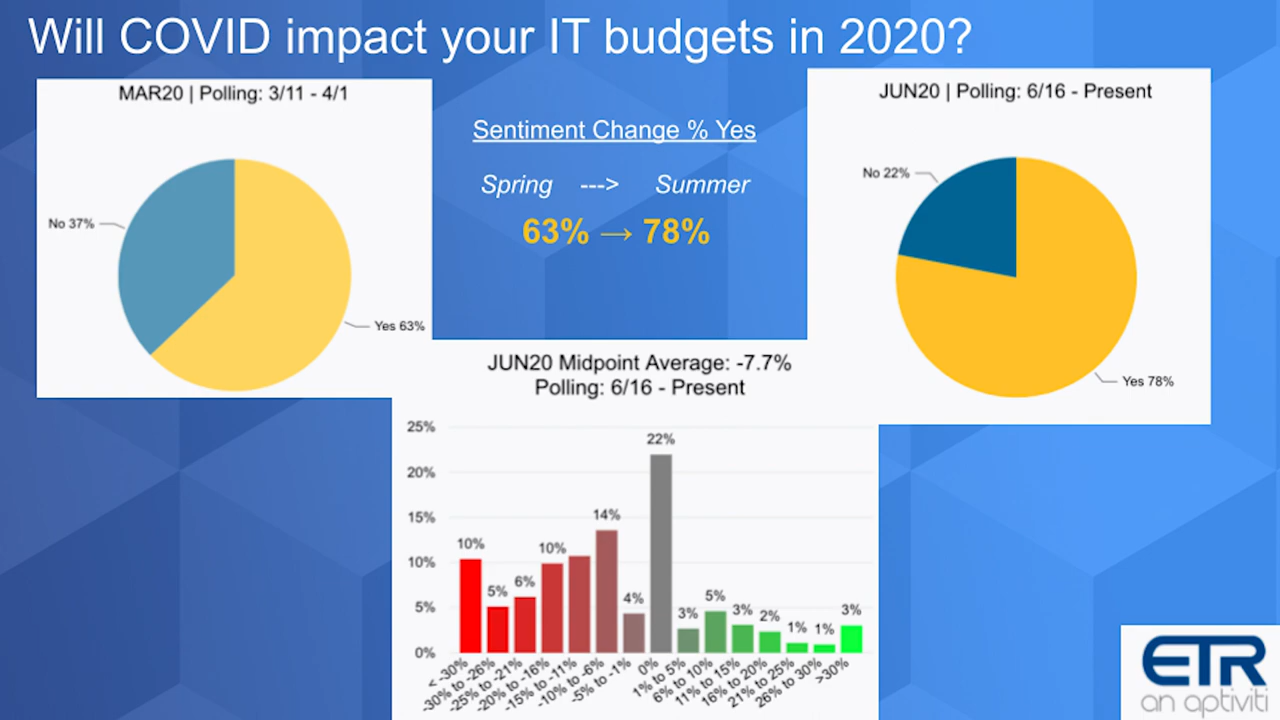 Will COVID impact your IT budgets in 2020?
MAR20 | Polling: 3/11 - 4/1
No 37%
Yes 63%
Sentiment Change % Yes
Spring ---> Summer
63% → 78%
JUN20 | Polling: 6/16 - Present
No 22%
Yes 78%
JUN20 Midpoint Average: -7.7%
Polling: 6/16 - Present
25%
20%
15%
10%
5%
0%
10%
5%
6%
10%
14%
4%
22%
3%
5%
3%
2%
1%
1%
3%
< -30%
-30% to -26%
-25% to -21%
-20% to -16%
-15% to -11%
-10% to -6%
-5% to -1%
0%
1% to 5%
6% to 10%
11% to 15%
16% to 20%
21% to 25%
26% to 30%
>30%
ETR
an aptiviti